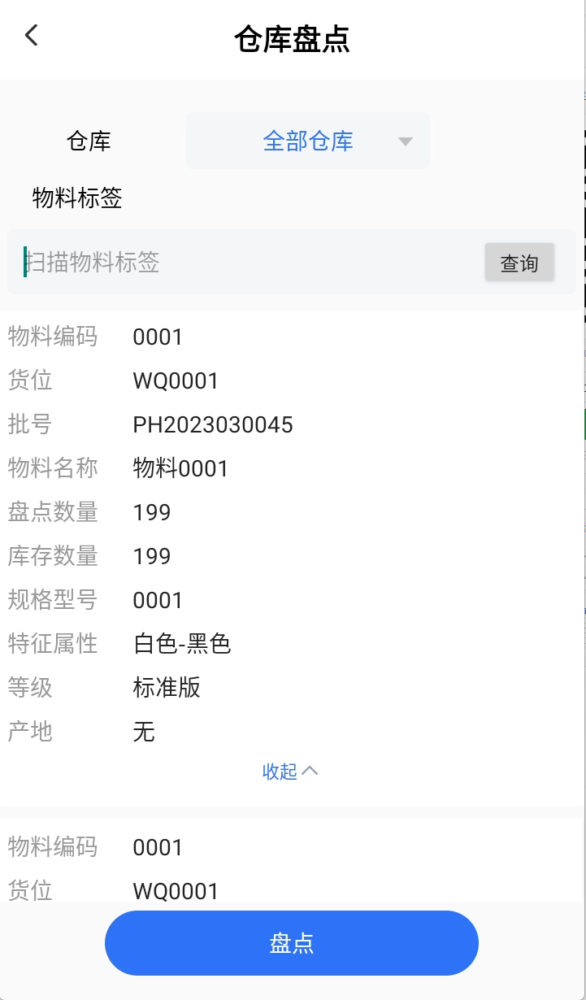 仓库盘点
仓库 全部仓库
物料标签
扫描物料标签 查询
物料编码 0001
货位 WQ0001
批号 PH2023030045
物料名称 物料0001
盘点数量 199
库存数量 199
规格型号 0001
特征属性 白色-黑色
等级 标准版
产地 无
收起
物料编码 0001
货位 WQ0001
盘点